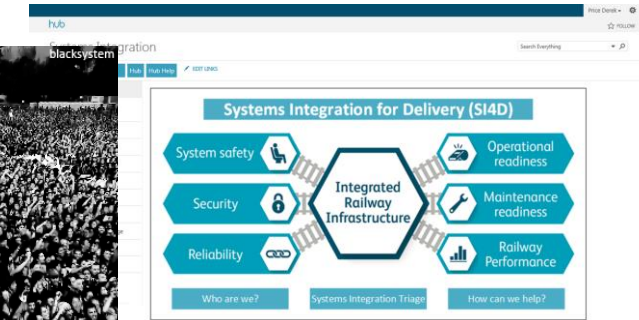 Price Derek
hub
FOLLOW
Systems Integration
Search Everything
blacksystem
Hub
Hub Help
EDIT LINKS
Systems Integration for Delivery (SI4D)
System safety
Operational
readiness
Integrated
Railway
Infrastructure
Security
Maintenance
readiness
Reliability
Railway
Performance
Who are we?
Systems Integration Triage
How can we help?